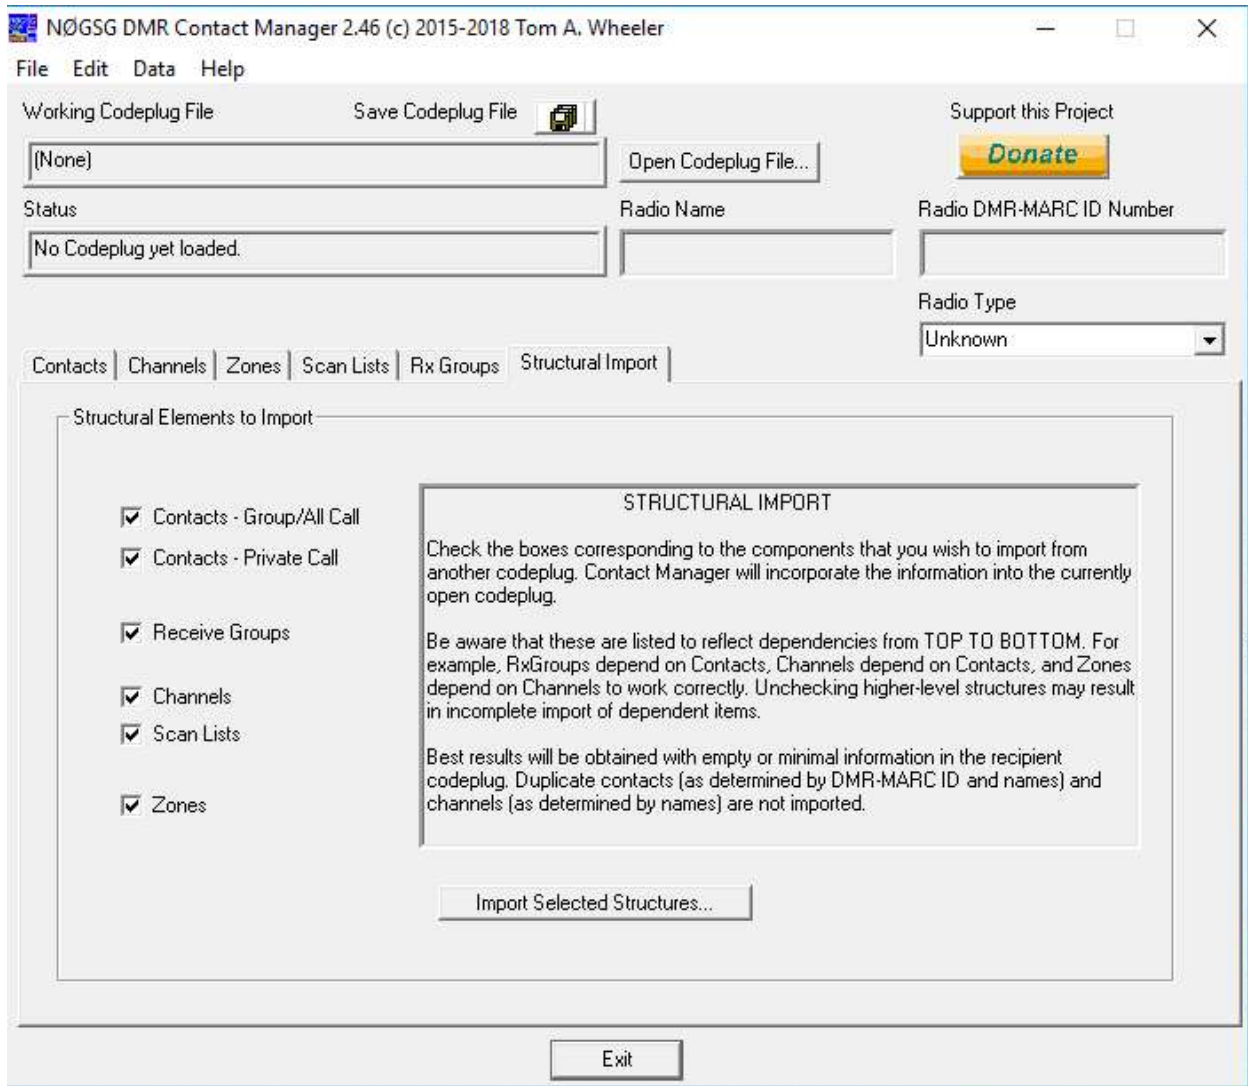 NØGSG DMR Contact Manager 2.46 (c) 2015-2018 Tom A. Wheeler
File Edit Data Help
Working Codeplug File Save Codeplug File Support this Project
(None) Open Codeplug File... Donate
Status Radio Name Radio DMR-MARC ID Number
No Codeplug yet loaded.
Radio Type
Unknown
Contacts Channels Zones Scan Lists Rx Groups Structural Import
Structural Elements to Import
Contacts - Group/All Call
Contacts - Private Call
Receive Groups
Channels
Scan Lists
Zones
STRUCTURAL IMPORT
Check the boxes corresponding to the components that you wish to import from
another codeplug. Contact Manager will incorporate the information into the currently
open codeplug.
Be aware that these are listed to reflect dependencies from TOP TO BOTTOM. For
example, RxGroups depend on Contacts, Channels depend on Contacts, and Zones
depend on Channels to work correctly. Unchecking higher-level structures may result
in incomplete import of dependent items.
Best results will be obtained with empty or minimal information in the recipient
codeplug. Duplicate contacts (as determined by DMR-MARC ID and names) and
channels (as determined by names) are not imported.
Import Selected Structures...
Exit